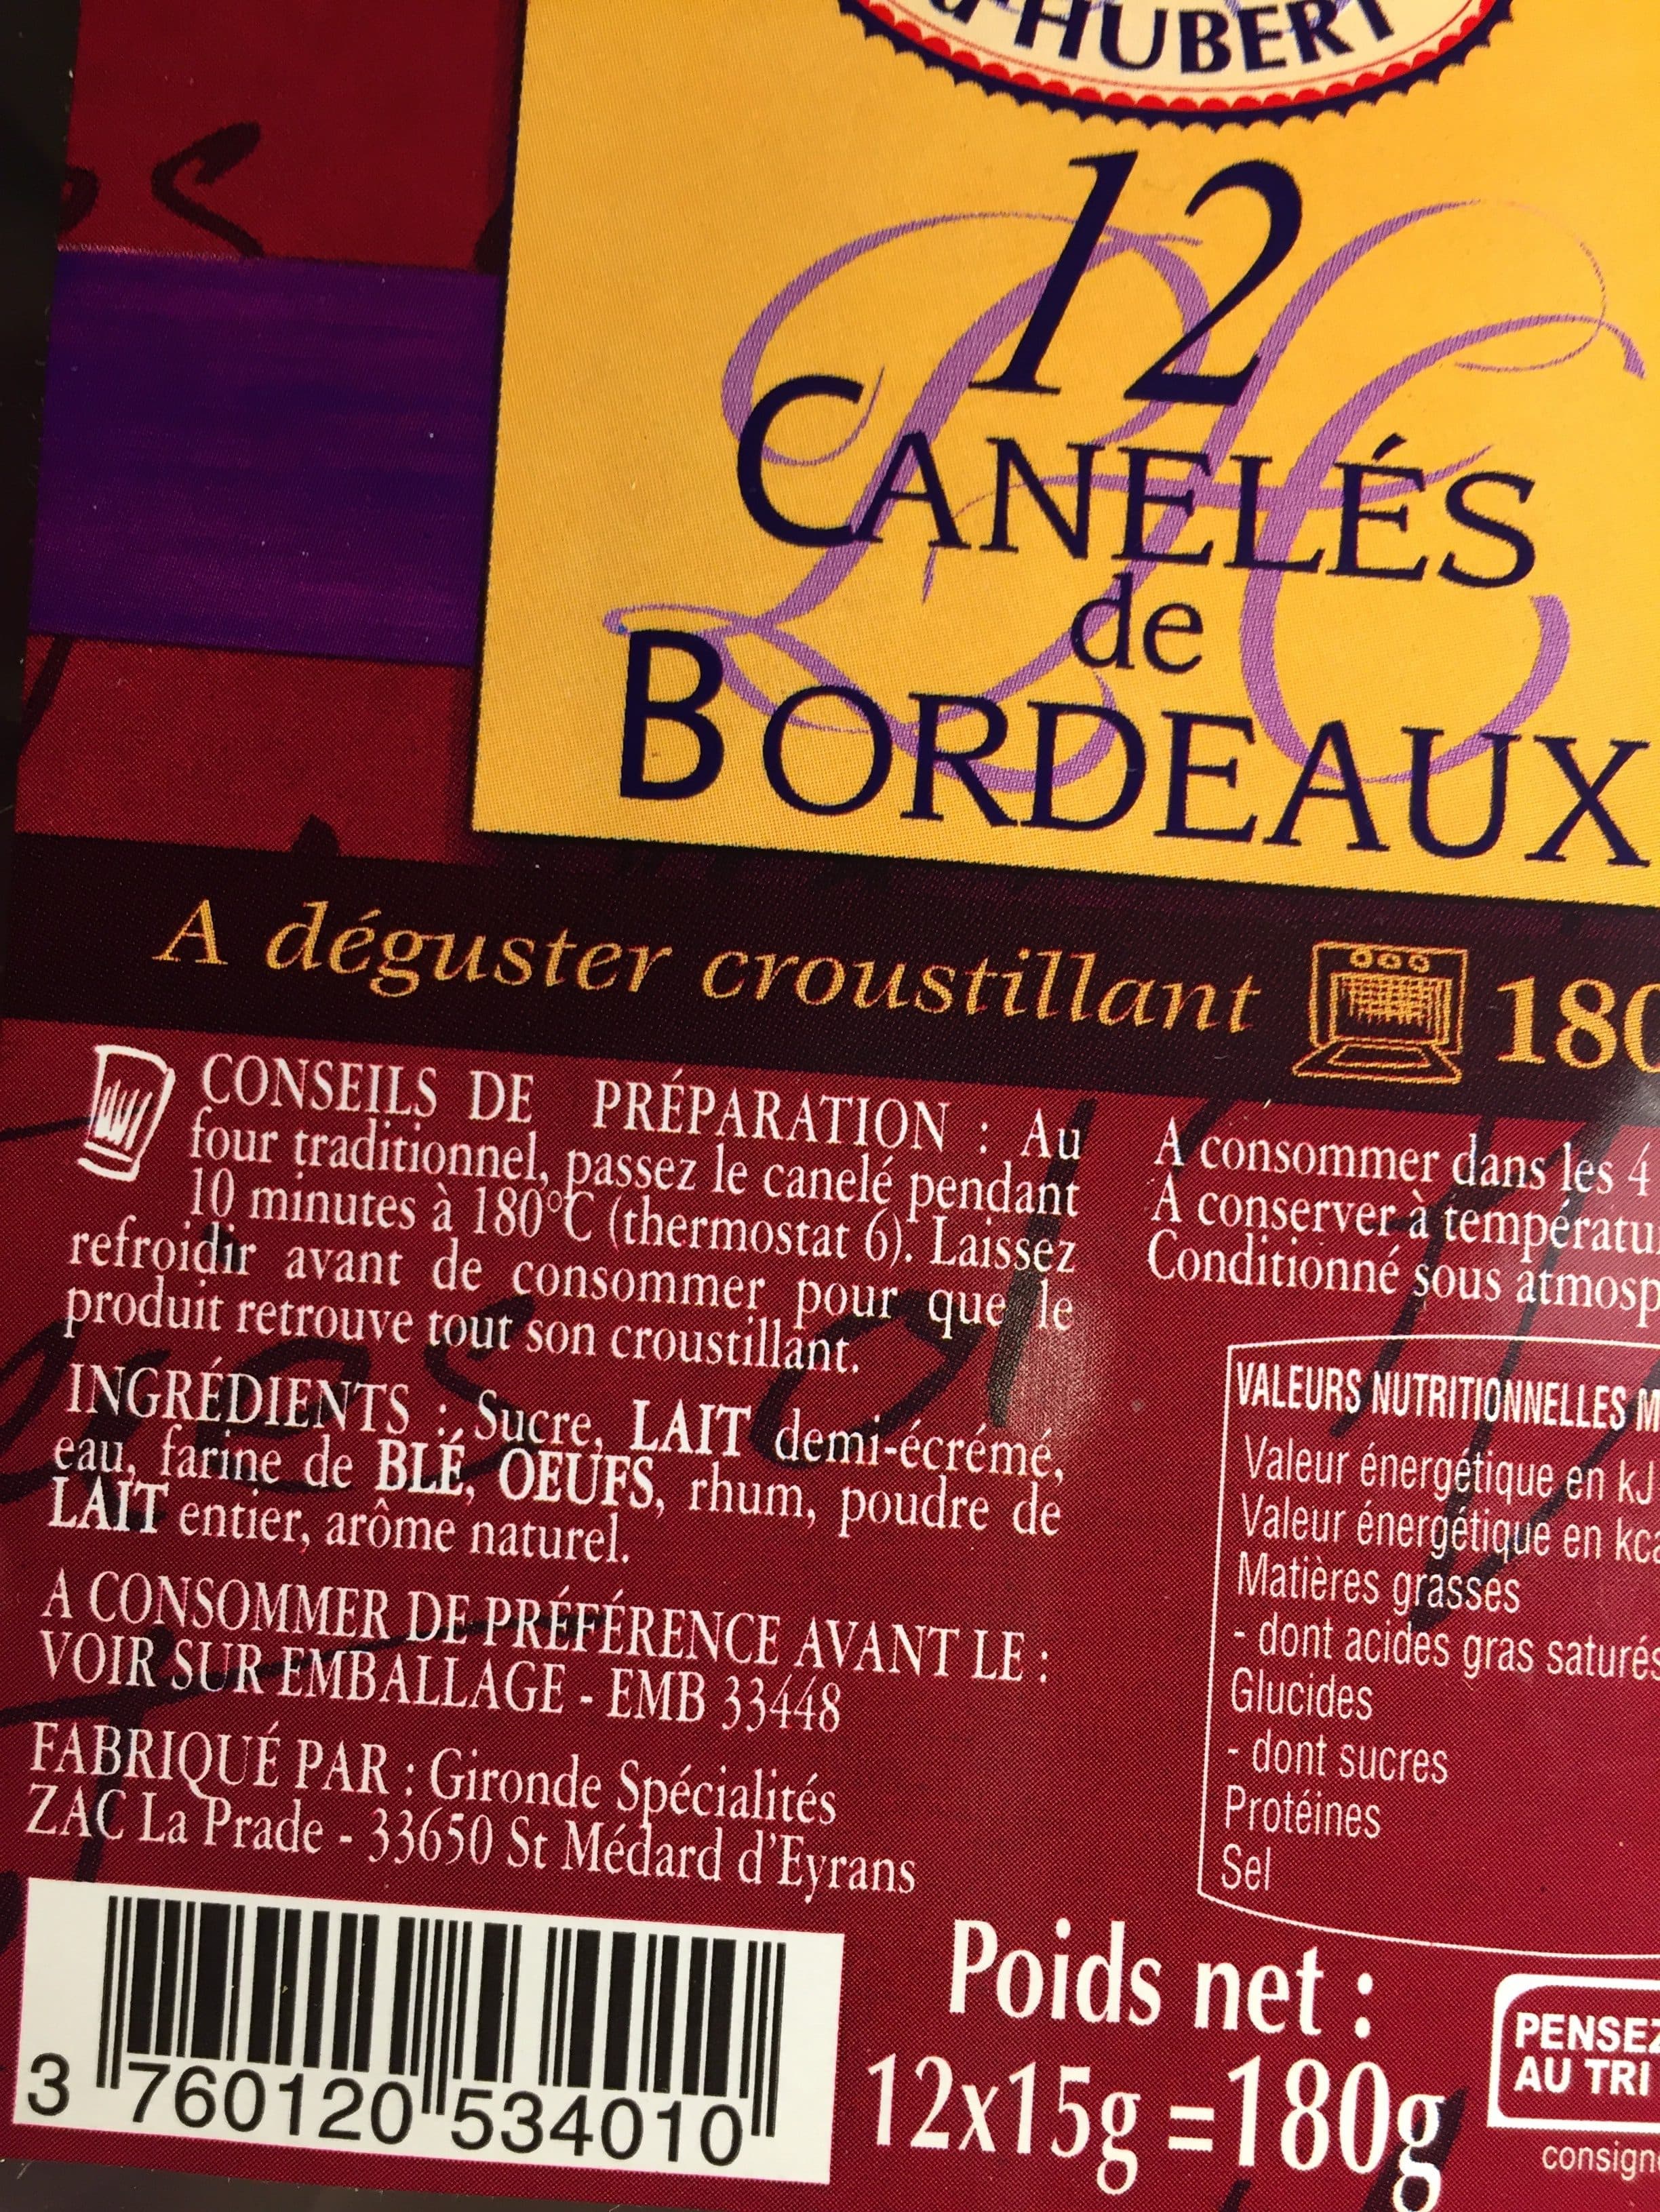 HUBERT
12
CANELÉS
de
BORDEAUX
A déguster croustillant
CONSEILS DE PRÉPARATION : Au
four traditionnel, passez le canelé pendant
10 minutes à 180°C (thermostat 6). Laissez
refroidir avant de consommer pour que le
produit retrouve tout son croustillant.
INGRÉDIENTS : Sucre, LAIT demi-écrémé,
eau, farine de BLÉ, OEUFS, rhum, poudre de
LAIT entier, arôme naturel.
A CONSOMMER DE PRÉFÉRENCE AVANT LE :
VOIR SUR EMBALLAGE - EMB 33448
FABRIQUÉ PAR : Gironde Spécialités
ZAC La Prade - 33650 St Médard d'Eyrans
3 760120 534010
A consommer dans les 4
A conserver à
Conditionné sous
VALEURS NUTRITIONNELLES
Valeur énergétique en kJ
Valeur énergétique en
Matières grasses
- dont acides gras saturés
Glucides
- dont sucres
Protéines
Sel
Poids net :
12x15g = 180g
PENSEZ
AU TRI